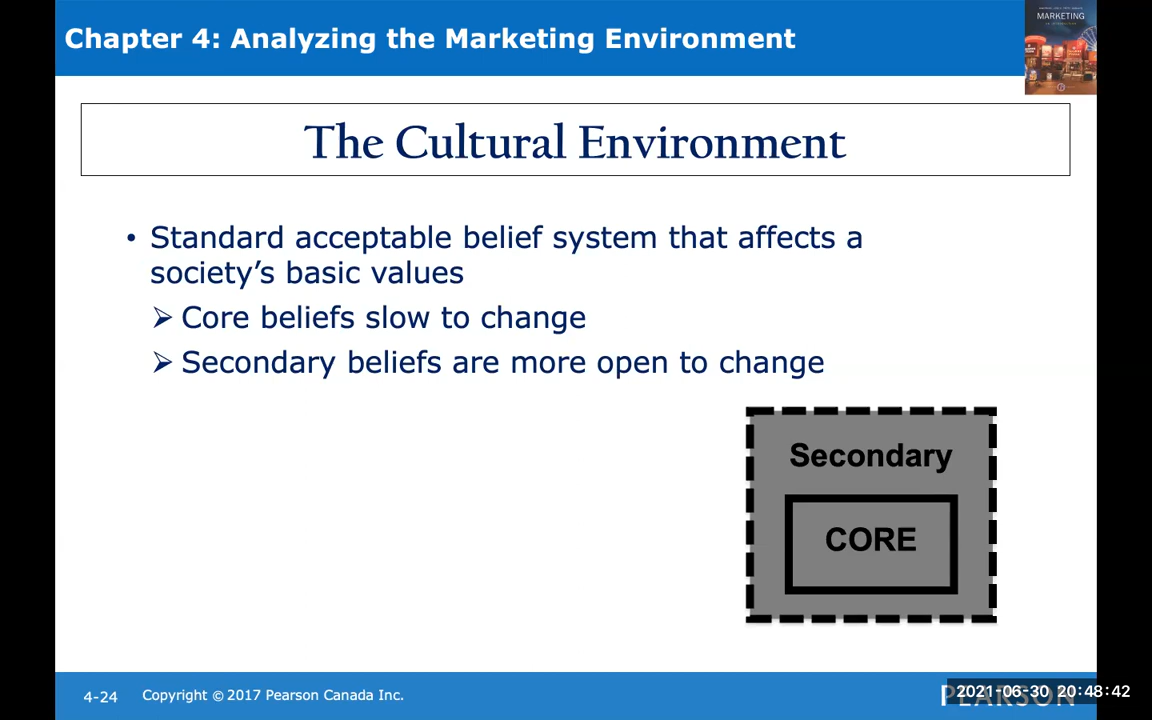 Chapter 4: Analyzing the Marketing Environment
MARKETING
The Cultural Environment
• Standard acceptable belief system that affects a
society’s basic values
➢ Core beliefs slow to change
➢ Secondary beliefs are more open to change
Secondary
CORE
4-24 Copyright © 2017 Pearson Canada Inc.
PEARSON
2021-06-30 20:48:42